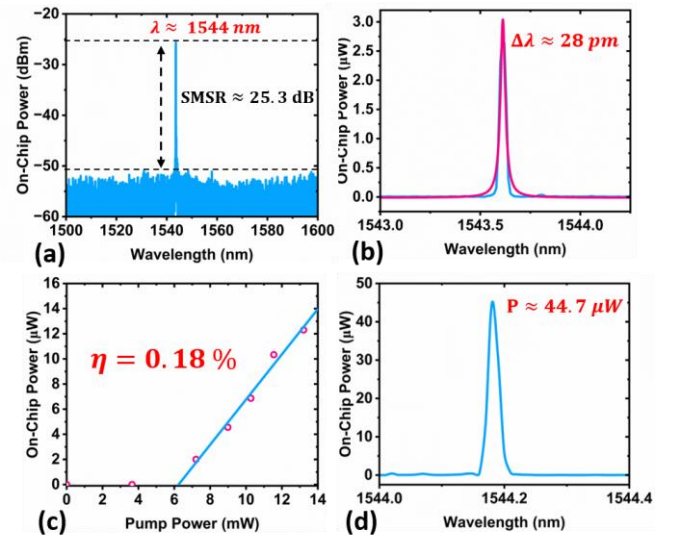 λ ≈ 1544 nm
SMSR ≈ 25.3 dB
On-Chip Power (dBm)
−20
−30
−40
−50
−60
1500 1520 1540 1560 1580 1600
Wavelength (nm)
(a)
Δλ ≈ 28 pm
On-Chip Power (μW)
3.0
2.5
2.0
1.5
1.0
0.5
0.0
1543.0 1543.5 1544.0
Wavelength (nm)
(b)
η = 0.18 %
On-Chip Power (μW)
16
14
12
10
8
6
4
2
0
0 2 4 6 8 10 12 14
Pump Power (mW)
(c)
P ≈ 44.7 μW
On-Chip Power (μW)
50
40
30
20
10
0
1544.0 1544.2 1544.4
Wavelength (nm)
(d)